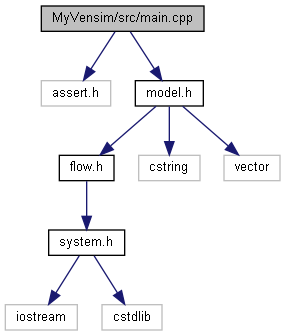 MyVensim/src/main.cpp
assert.h
model.h
flow.h
cstring
vector
system.h
iostream
cstdlib